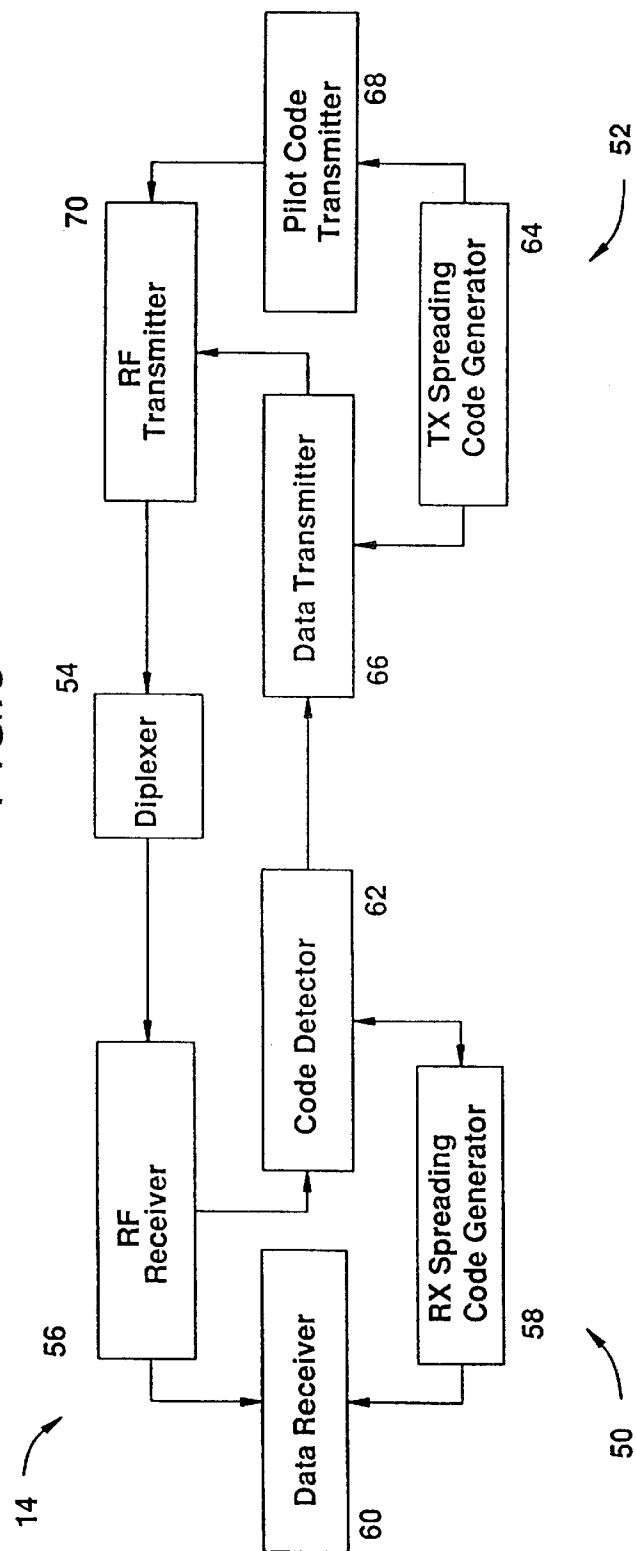 14
56
RF
Receiver
54
Diplexer
70
RF
Transmitter
60
Data Receiver
62
Code Detector
66
Data Transmitter
68
Pilot Code
Transmitter
58
RX Spreading
Code Generator
64
TX Spreading
Code Generator
50
52